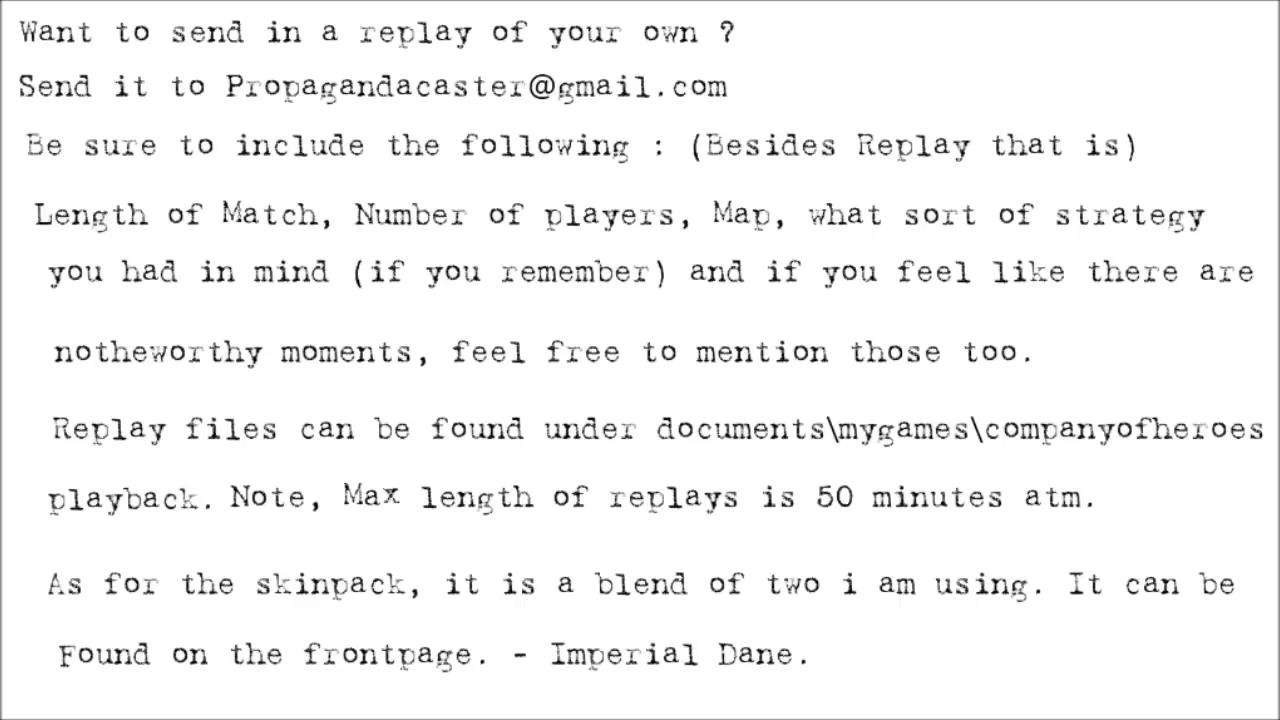 Want to send in a replay of your own ?
Send it to Propagandacaster@gmail.com
Be sure to include the following : (Besides Replay that is)
Length of Match, Number of players, Map, what sort of strategy
you had in mind (if you remember) and if you feel like there are
notheworthy moments, feel free to mention those too.
Replay files can be found under documents\mygames\companyofheroes
playback. Note, Max length of replays is 50 minutes atm.
As for the skinpack, it is a blend of two i am using. It can be
Found on the frontpage. - Imperial Dane.